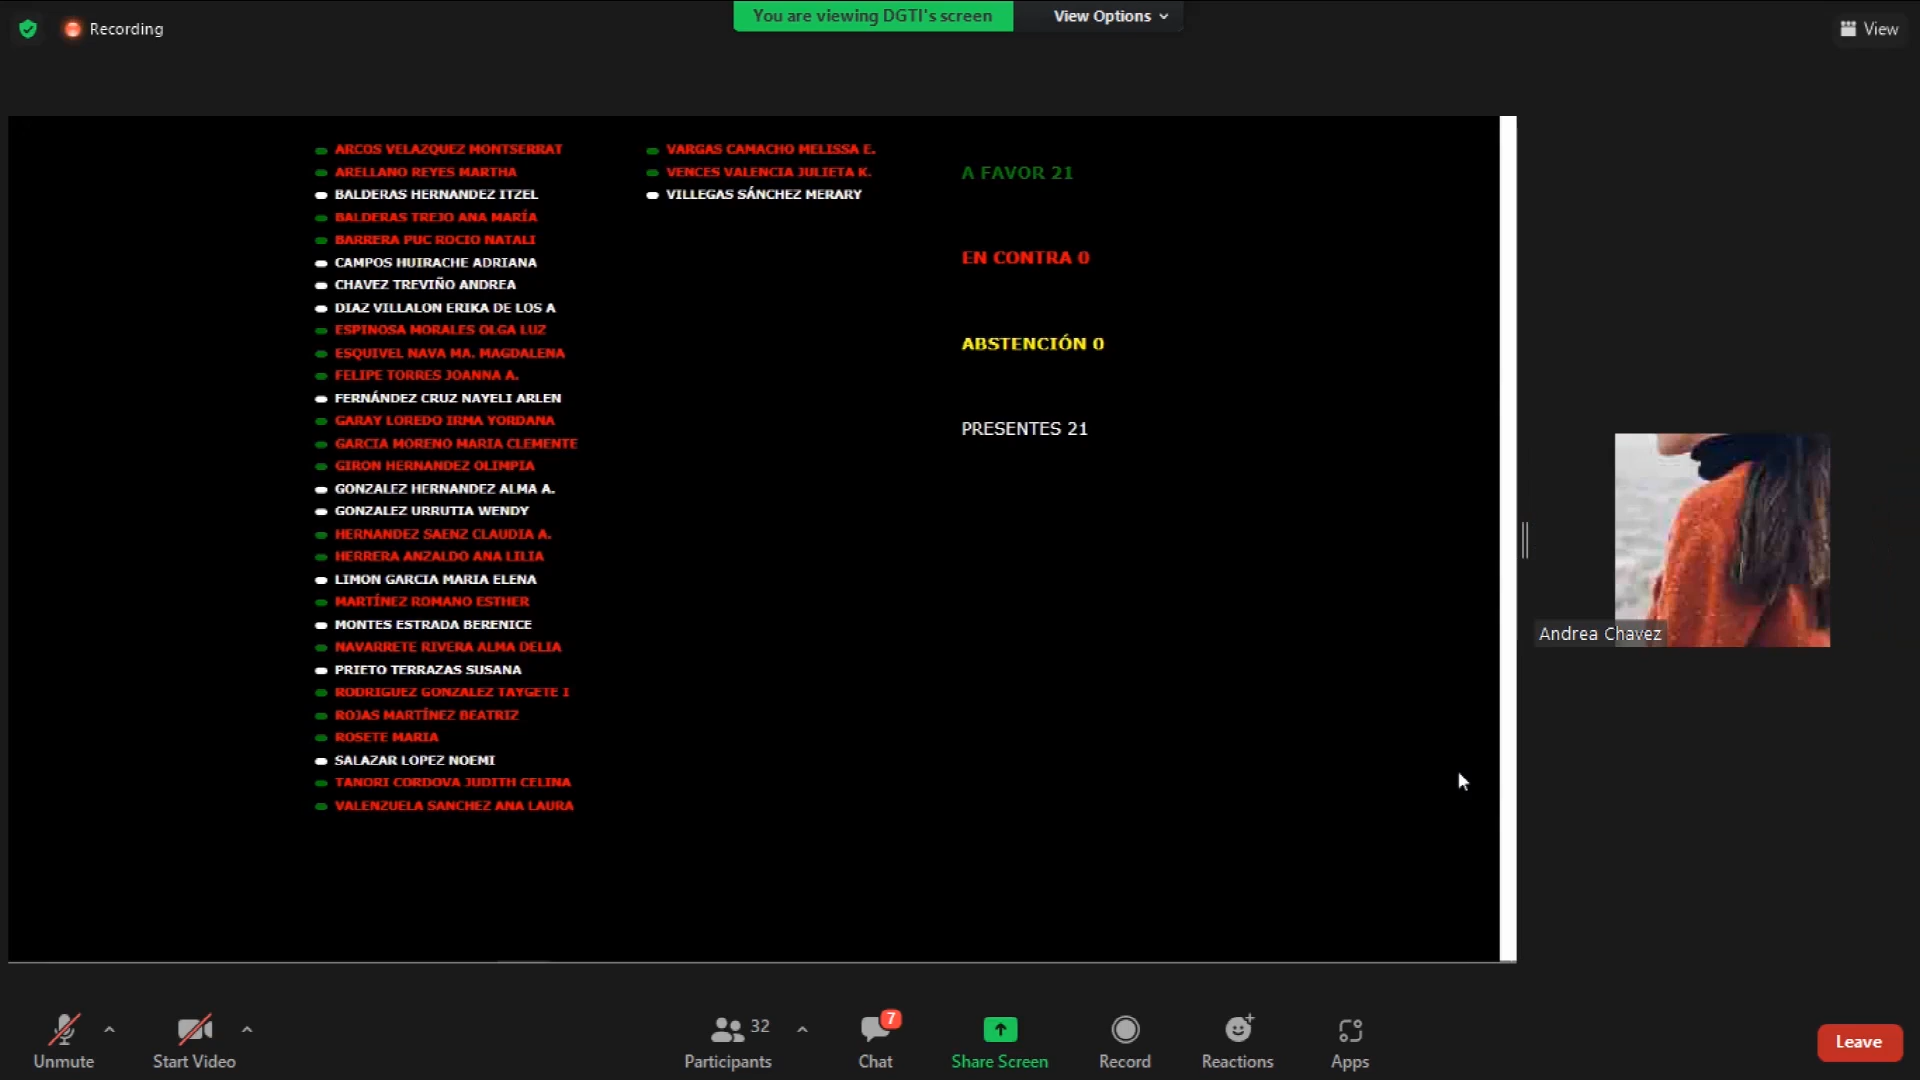 Recording
You are viewing DGTI's screen
View Options
View
ARCOS VELAZQUEZ MONTSERRAT
ARELLANO REYES MARTHA
BALDERAS HERNANDEZ ITZEL
BALDERAS TREJO ANA MARÍA
BARRERA PUC ROCIO NATALI
CAMPOS HUIRACHE ADRIANA
CHAVEZ TREVIÑO ANDREA
DIAZ VILLALON ERIKA DE LOS A
ESPINOSA MORALES OLGA LUZ
ESQUIVEL NAVA MA. MAGDALENA
FELIPE TORRES JOANNA A.
FERNÁNDEZ CRUZ NAYELI ARLEN
GARAY LOREDO IRMA YORDANA
GARCIA MORENO MARIA CLEMENTE
GIRON HERNANDEZ OLIMPIA
GONZALEZ HERNANDEZ ALMA A.
GONZALEZ URRUTIA WENDY
HERNANDEZ SAENZ CLAUDIA A.
HERRERA ANZALDO ANA LILIA
LIMON GARCIA MARIA ELENA
MARTÍNEZ ROMANO ESTHER
MONTES ESTRADA BERENICE
NAVARRETE RIVERA ALMA DELIA
PRIETO TERRAZAS SUSANA
RODRIGUEZ GONZALEZ TAYGETE I
ROJAS MARTÍNEZ BEATRIZ
ROSETE MARIA
SALAZAR LOPEZ NOEMI
TANORI CORDOVA JUDITH CELINA
VALENZUELA SANCHEZ ANA LAURA
VARGAS CAMACHO MELISSA E.
VENCES VALENCIA JULIETA K.
VILLEGAS SÁNCHEZ MERARY
A FAVOR 21
EN CONTRA 0
ABSTENCIÓN 0
PRESENTES 21
Andrea Chavez
Unmute
Start Video
32
Participants
7
Chat
Share Screen
Record
Reactions
Apps
Leave